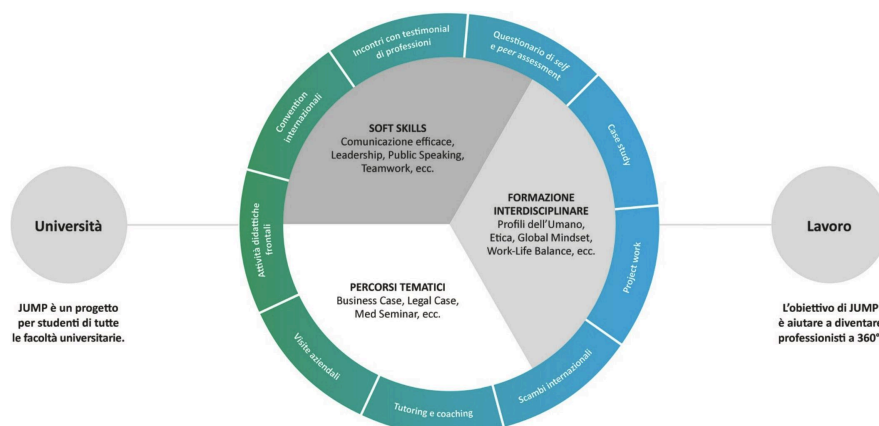 Università
JUMP è un progetto
per studenti di tutte
le facoltà universitarie.
Attività didattiche
frontali
Convention
internazionali
Incontri con testimonial
di professioni
Questionario di self
e peer assessment
Case study
Project work
Scambi internazionali
Tutoring e coaching
Visite aziendali
SOFT SKILLS
Comunicazione efficace,
Leadership, Public Speaking,
Teamwork, ecc.
FORMAZIONE
INTERDISCIPLINARE
Profili dell'Umano,
Etica, Global Mindset,
Work-Life Balance, ecc.
PERCORSI TEMATICI
Business Case, Legal Case,
Med Seminar, ecc.
Lavoro
L'obiettivo di JUMP
è aiutare a diventare
professionisti a 360°